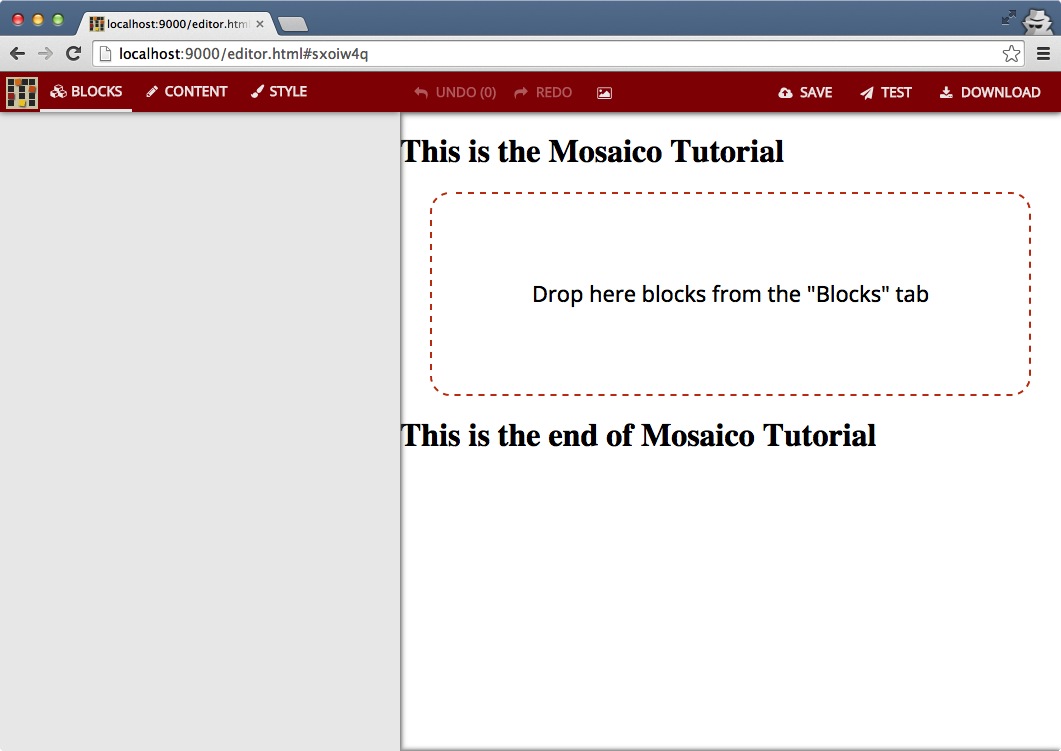 localhost:9000/editor.htm
localhost:9000/editor.html#sxoiw4q
BLOCKS CONTENT STYLE UNDO (0) REDO SAVE TEST DOWNLOAD
This is the Mosaico Tutorial
Drop here blocks from the "Blocks" tab
This is the end of Mosaico Tutorial